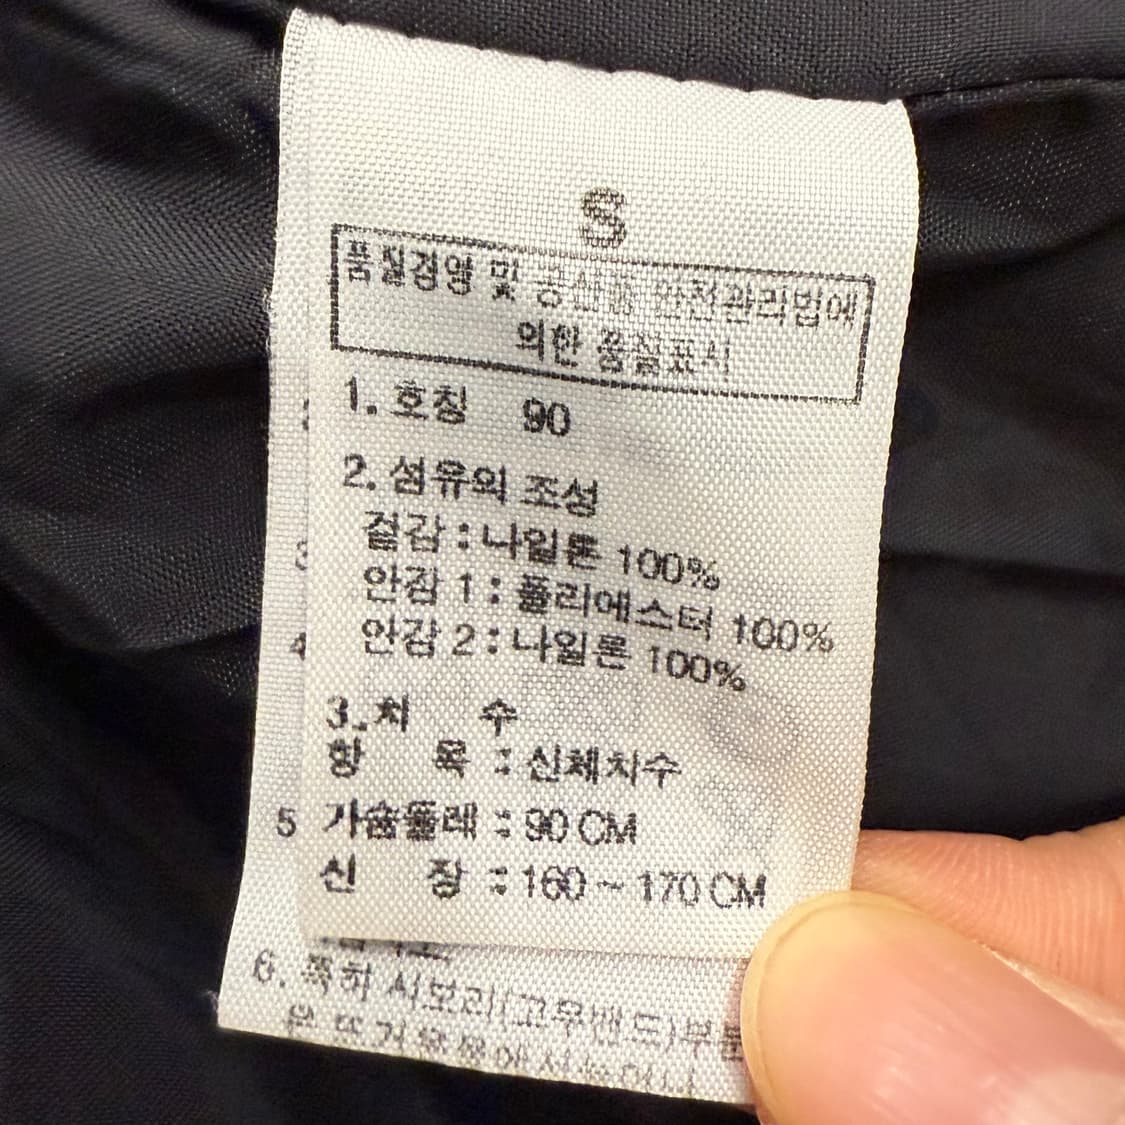 S
품질경영 및 공산품 안전관리법에
의한 품질표시
1. 호칭 90
2. 섬유의 조성
겉감 : 나일론 100%
안감 1 : 폴리에스터 100%
안감 2 : 나일론 100%
3. 치 수
항 목 : 신체치수
가슴둘레 : 90 CM
신 장 : 160 ~ 170 CM
3
4
5
6. 특히 시보리(고무밴드)부